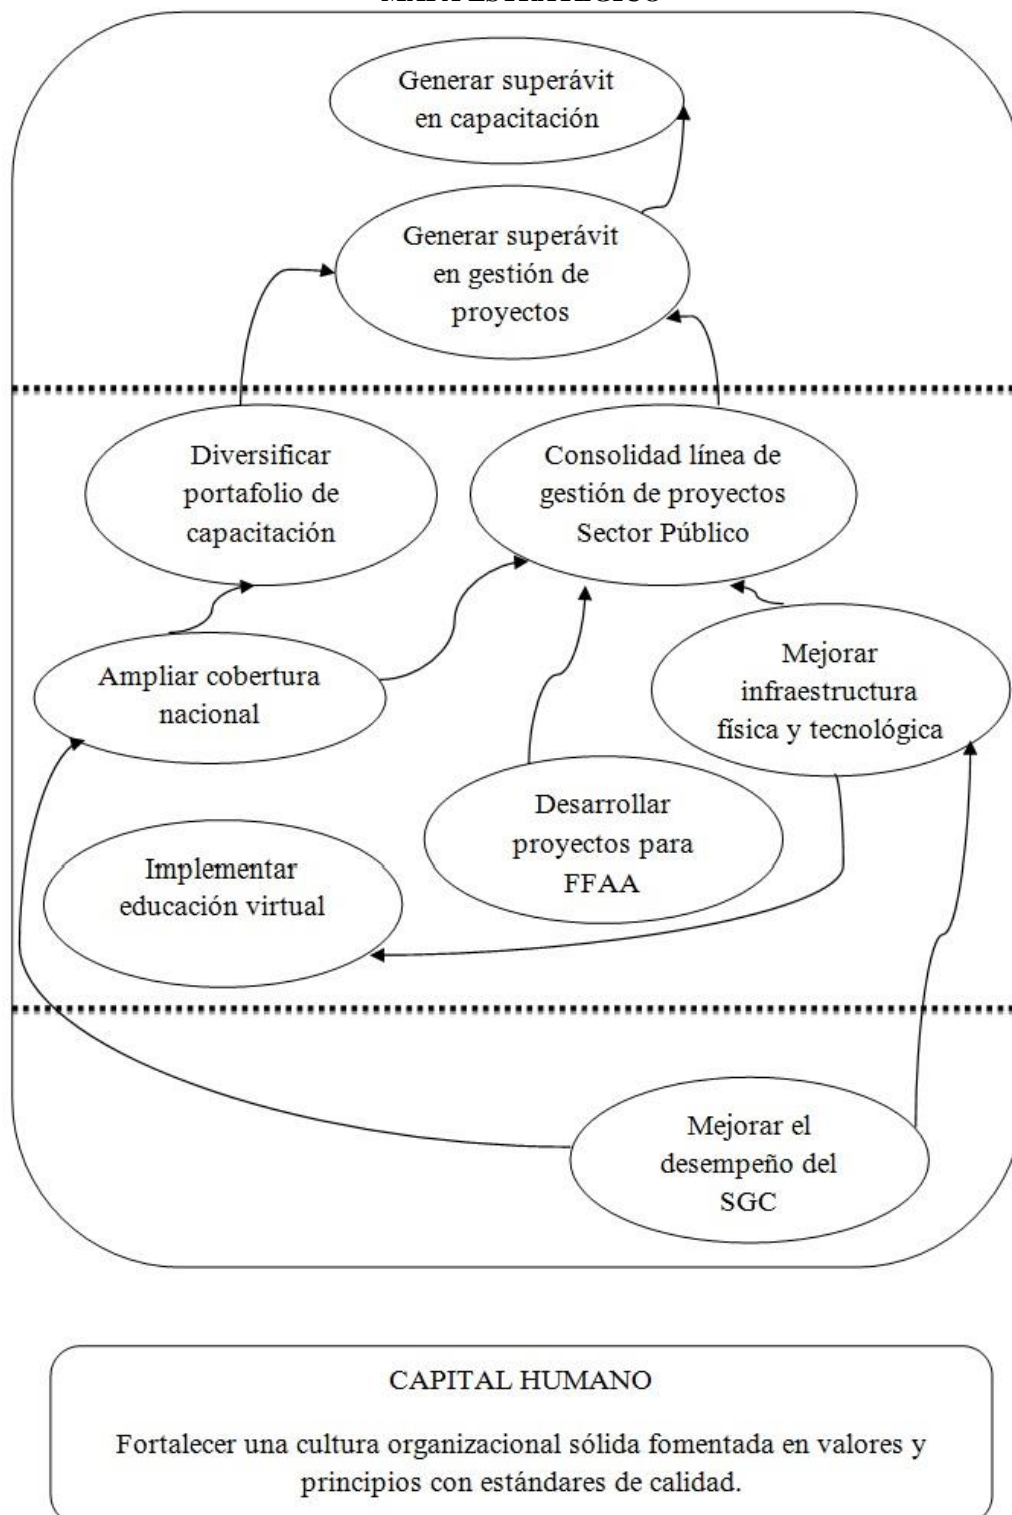 MAPA ESTRATÉGICO
Generar superávit
en capacitación
Generar superávit
en gestión de
proyectos
Diversificar
portafolio de
capacitación
Consolidad línea de
gestión de proyectos
Sector Público
Ampliar cobertura
nacional
Mejorar
infraestructura
física y tecnológica
Desarrollar
proyectos para
FFAA
Implementar
educación virtual
Mejorar el
desempeño del
SGC
CAPITAL HUMANO
Fortalecer una cultura organizacional sólida fomentada en valores y
principios con estándares de calidad.